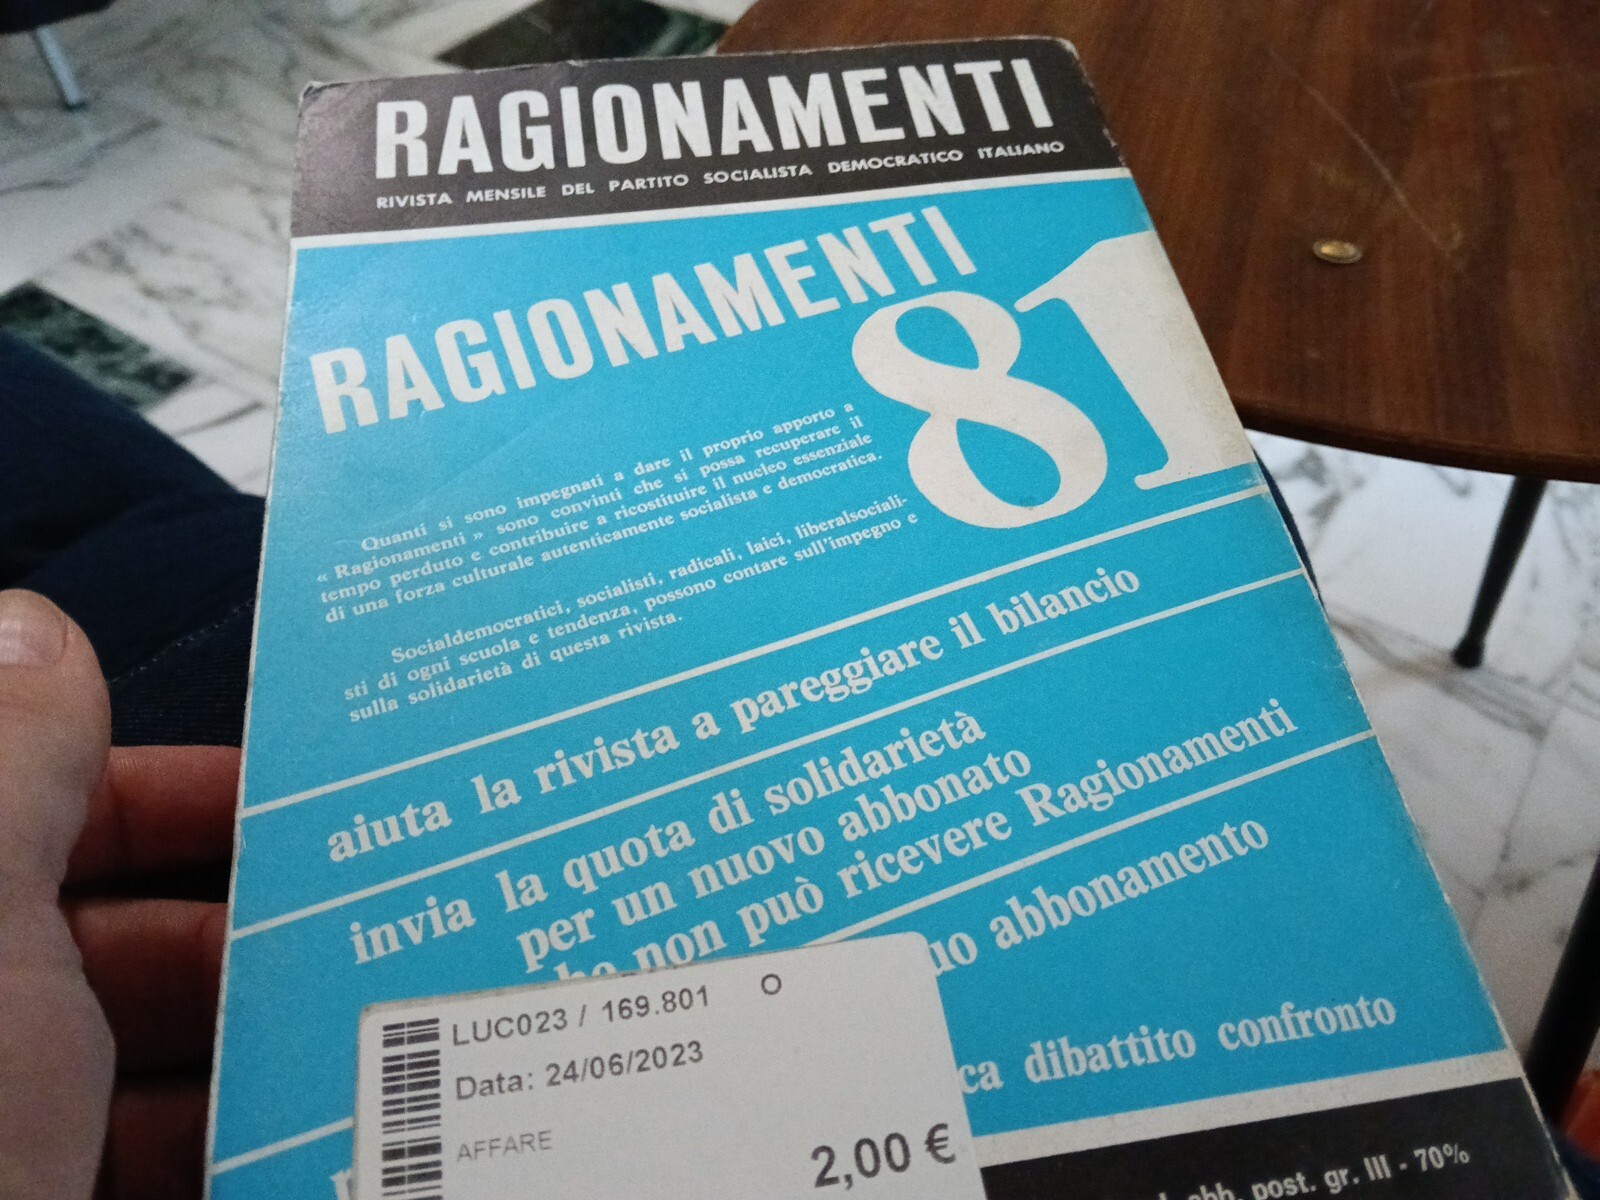 RAGIONAMENTI
RIVISTA MENSILE DEL PARTITO SOCIALISTA DEMOCRATICO ITALIANO
RAGIONAMENTI
81
Quanti si sono impegnati a dare il proprio apporto a
« Ragionamenti » sono convinti che si possa recuperare il
tempo perduto e contribuire a ricostituire il nucleo essenziale
di una forza culturale autenticamente socialista e democratica.
Socialdemocratici, socialisti, radicali, laici, liberalsociali-
sti di ogni scuola e tendenza, possono contare sull'impegno e
sulla solidarietà di questa rivista.
aiuta la rivista a pareggiare il bilancio
invia la quota di solidarietà
per un nuovo abbonato
non può ricevere Ragionamenti
abbonamento
dibattito confronto
LUC023 / 169.801 O
Data: 24/06/2023
AFFARE
2,00 €
abb. post. gr. III - 70%